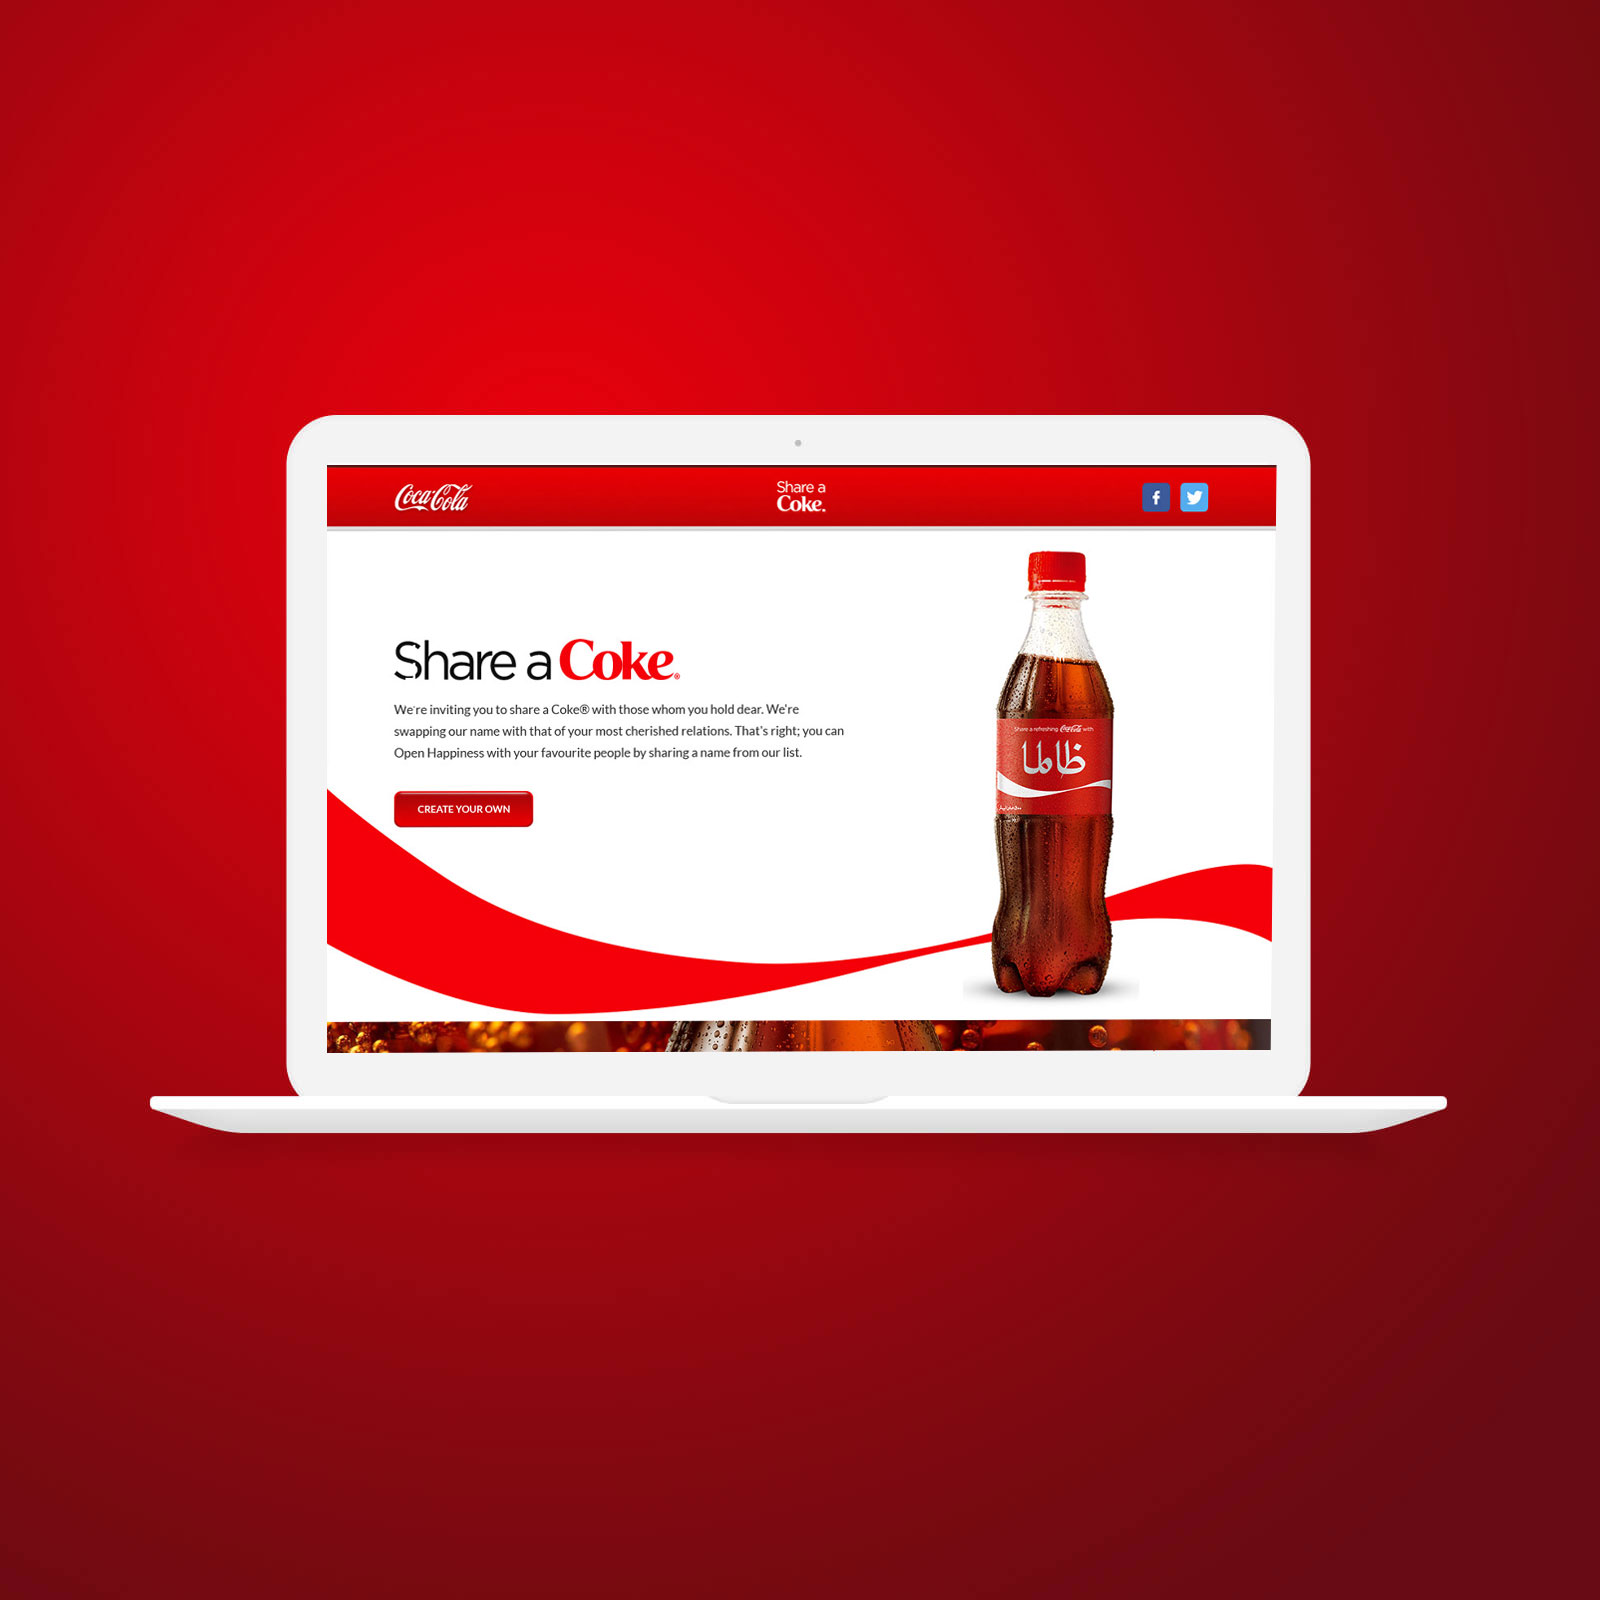 Coca-Cola
Share a
Coke.
Share a Coke®
We're inviting you to share a Coke® with those whom you hold dear. We're
swapping our name with that of your most cherished relations. That's right; you can
Open Happiness with your favourite people by sharing a name from our list.
CREATE YOUR OWN
Share a refreshing Coca-Cola with
ظالما